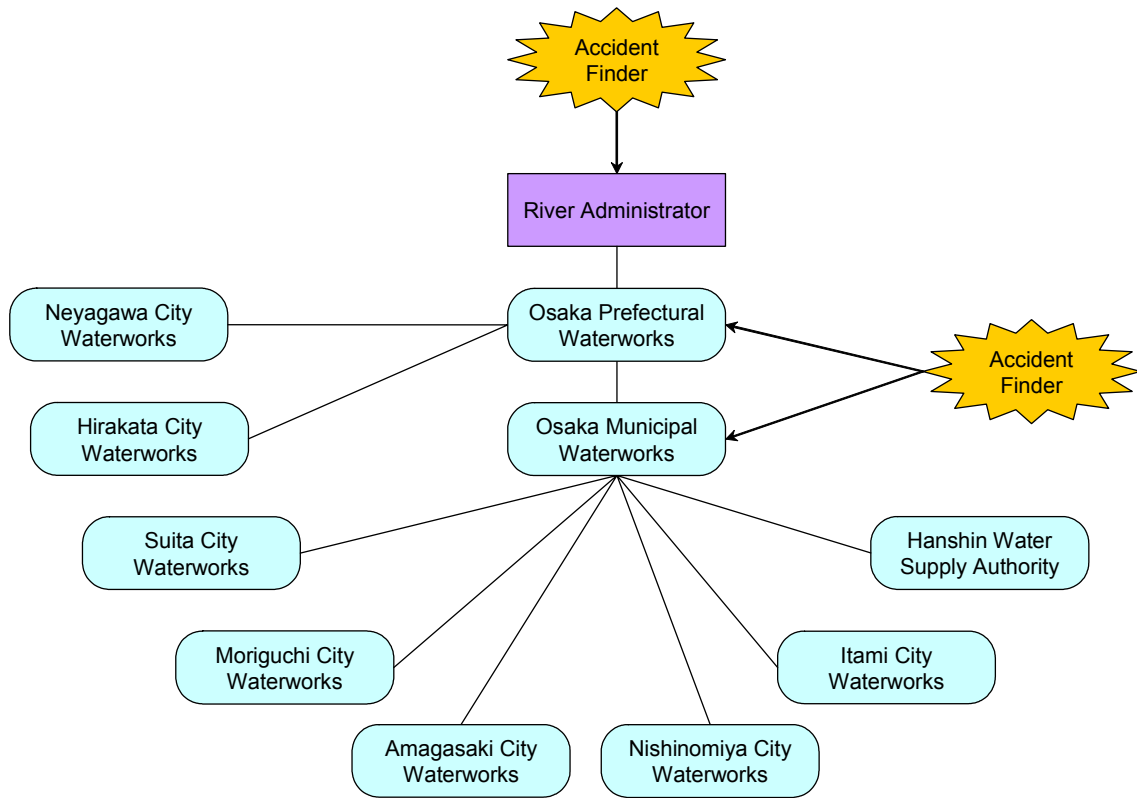 Accident
Finder
River Administrator
Neyagawa City
Waterworks
Osaka Prefectural
Waterworks
Accident
Finder
Hirakata City
Waterworks
Osaka Municipal
Waterworks
Suita City
Waterworks
Hanshin Water
Supply Authority
Moriguchi City
Waterworks
Itami City
Waterworks
Amagasaki City
Waterworks
Nishinomiya City
Waterworks